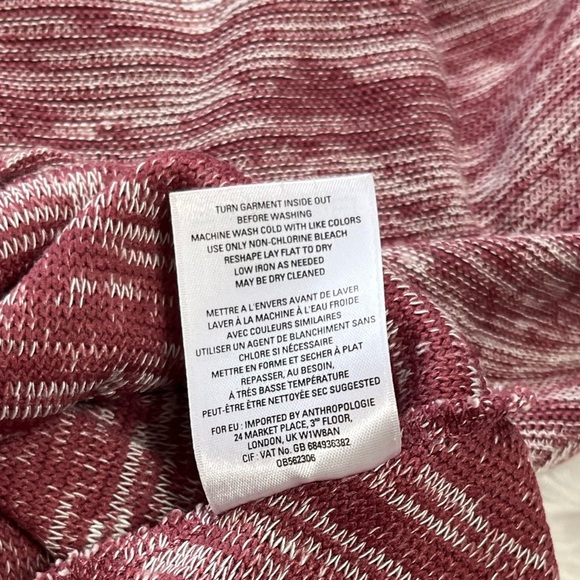 TURN GARMENT INSIDE OUT
BEFORE WASHING
MACHINE WASH COLD WITH LIKE COLORS
USE ONLY NON-CHLORINE BLEACH
RESHAPE LAY FLAT TO DRY
LOW IRON AS NEEDED
MAY BE DRY CLEANED
METTRE A L'ENVERS AVANT DE LAVER
LAVER À LA MACHINE À L'EAU FROIDE
AVEC COULEURS SIMILAIRES
UTILISER UN AGENT DE BLANCHIMENT SANS
CHLORE SI NÉCESSAIRE
METTRE EN FORME ET SECHER À PLAT
REPASSER, AU BESOIN,
À TRÈS BASSE TEMPÉRATURE
PEUT-ÊTRE ÊTRE NETTOYÉE SEC SUGGESTED
FOR EU : IMPORTED BY ANTHROPOLOGIE
24 MARKET PLACE, 3RD FLOOR,
LONDON, UK W1W8AN
CIF : VAT No. GB 684936382
OB562306